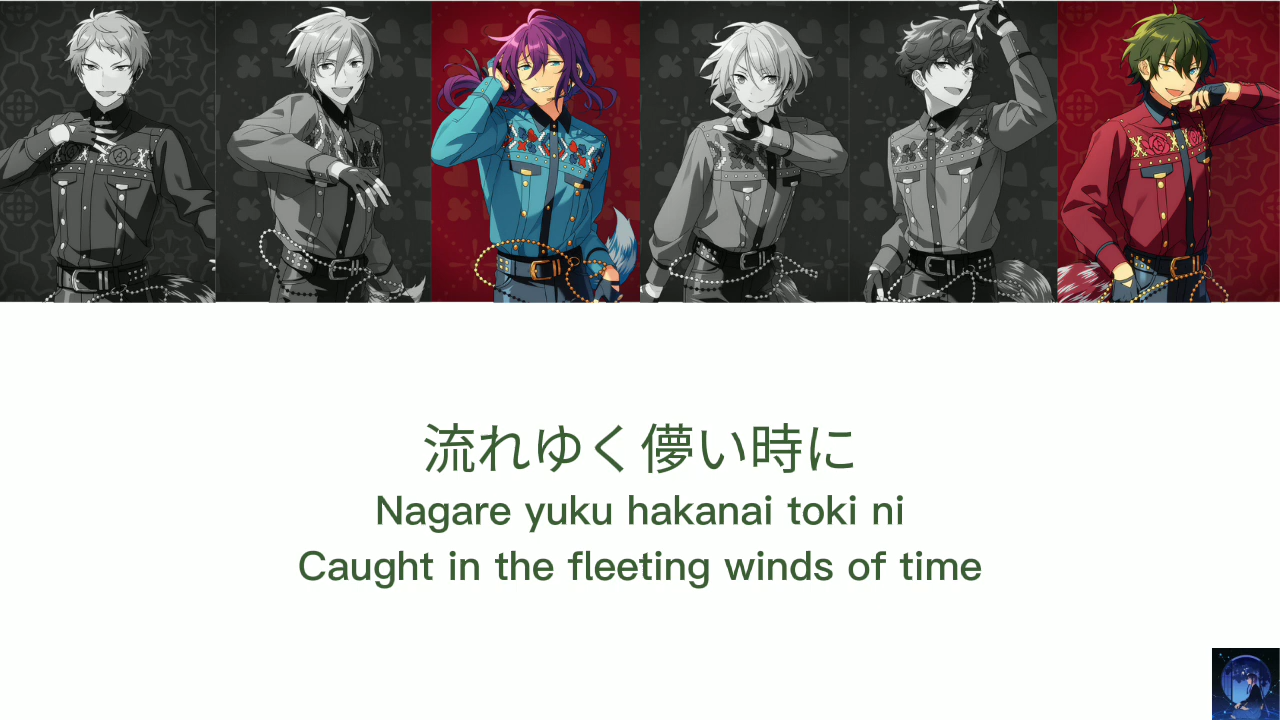 流れゆく儚い時に
Nagare yuku hakanai toki ni
Caught in the fleeting winds of time